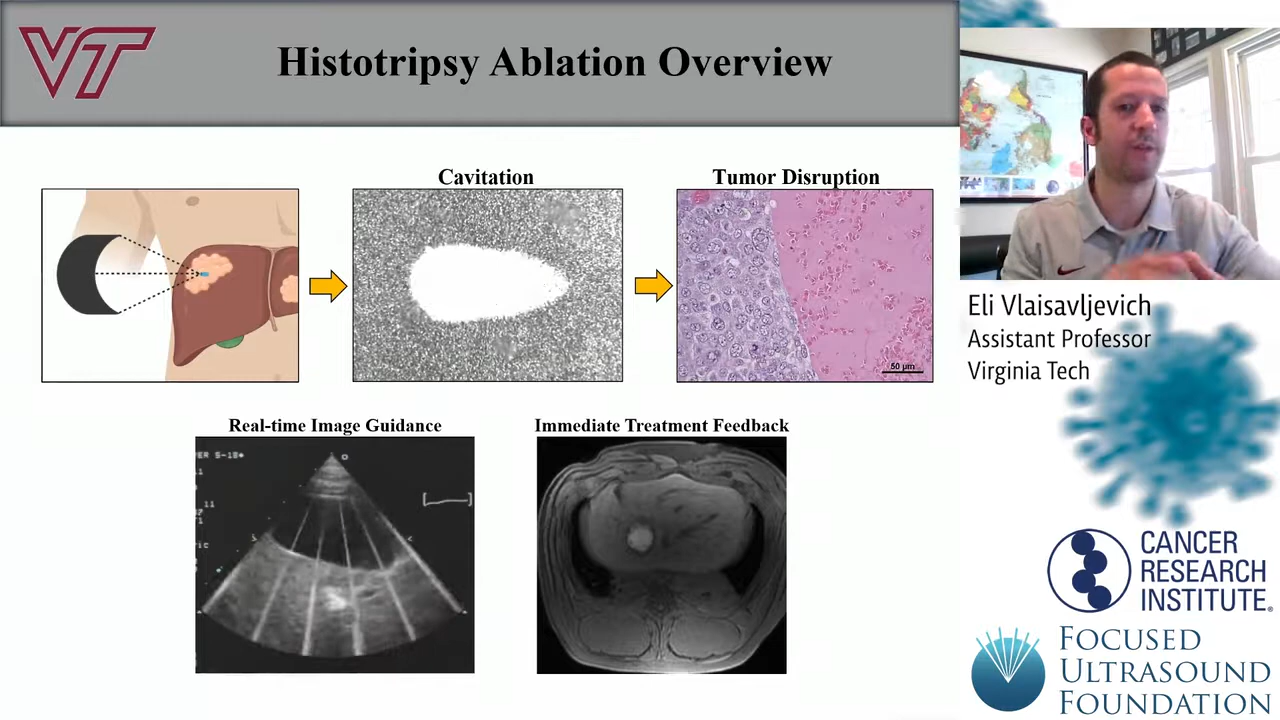 VT
Histotripsy Ablation Overview
Cavitation
Tumor Disruption
50 µm
Real-time Image Guidance
Immediate Treatment Feedback
Eli Vlaisavljevich
Assistant Professor
Virginia Tech
CANCER
RESEARCH
INSTITUTE.
FOCUSED
ULTRASOUND
FOUNDATION